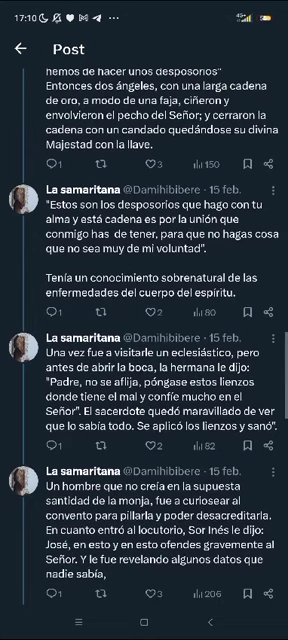 17:10
Post
hemos de hacer unos desposorios"
Entonces dos ángeles, con una larga cadena
de oro, a modo de una faja, ciñeron y
envolvieron el pecho del Señor; y cerraron la
cadena con un candado quedándose su divina
Majestad con la llave.
1 3 150
La samaritana @Damihibibere · 15 feb.
"Estos son los desposorios que hago con tu
alma y está cadena es por la unión que
conmigo has de tener, para que no hagas cosa
que no sea muy de mi voluntad".
Tenía un conocimiento sobrenatural de las
enfermedades del cuerpo del espíritu.
1 2 80
La samaritana @Damihibibere · 15 feb.
Una vez fue a visitarle un eclesiástico, pero
antes de abrir la boca, la hermana le dijo:
"Padre, no se aflija, póngase estos lienzos
donde tiene el mal y confíe mucho en el
Señor". El sacerdote quedó maravillado de ver
que lo sabía todo. Se aplicó los lienzos y sanó".
1 2 82
La samaritana @Damihibibere · 15 feb.
Un hombre que no creía en la supuesta
santidad de la monja, fue a curiosear al
convento para pillarla y poder desacreditarla.
En cuanto entró al locutorio, Sor Inés le dijo:
José, en esto y en esto ofendes gravemente al
Señor. Y le fue revelando algunos datos que
nadie sabía,
1 3 206